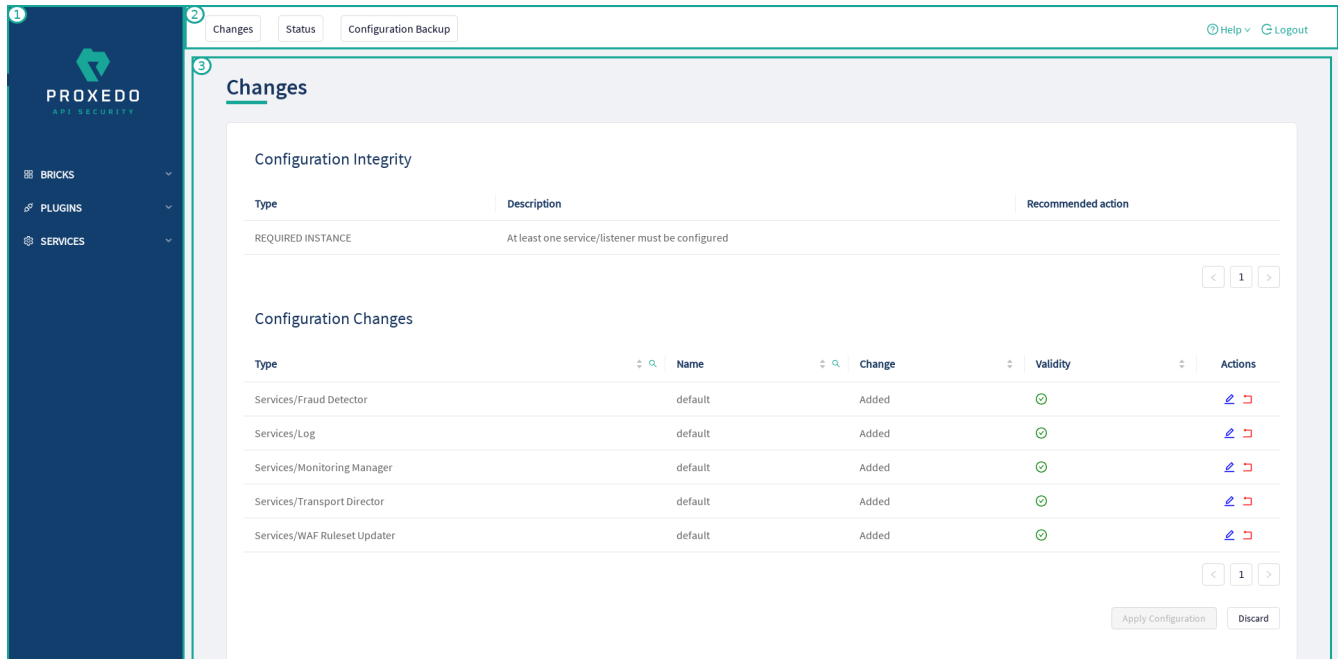 1
PROXEDO
API SECURITY
BRICKS
PLUGINS
SERVICES
2
Changes Status Configuration Backup Help Logout
3
Changes
Configuration Integrity
Type Description Recommended action
REQUIRED INSTANCE At least one service/listener must be configured
< 1 >
Configuration Changes
Type Name Change Validity Actions
Services/Fraud Detector default Added
Services/Log default Added
Services/Monitoring Manager default Added
Services/Transport Director default Added
Services/WAF Ruleset Updater default Added
< 1 >
Apply Configuration Discard